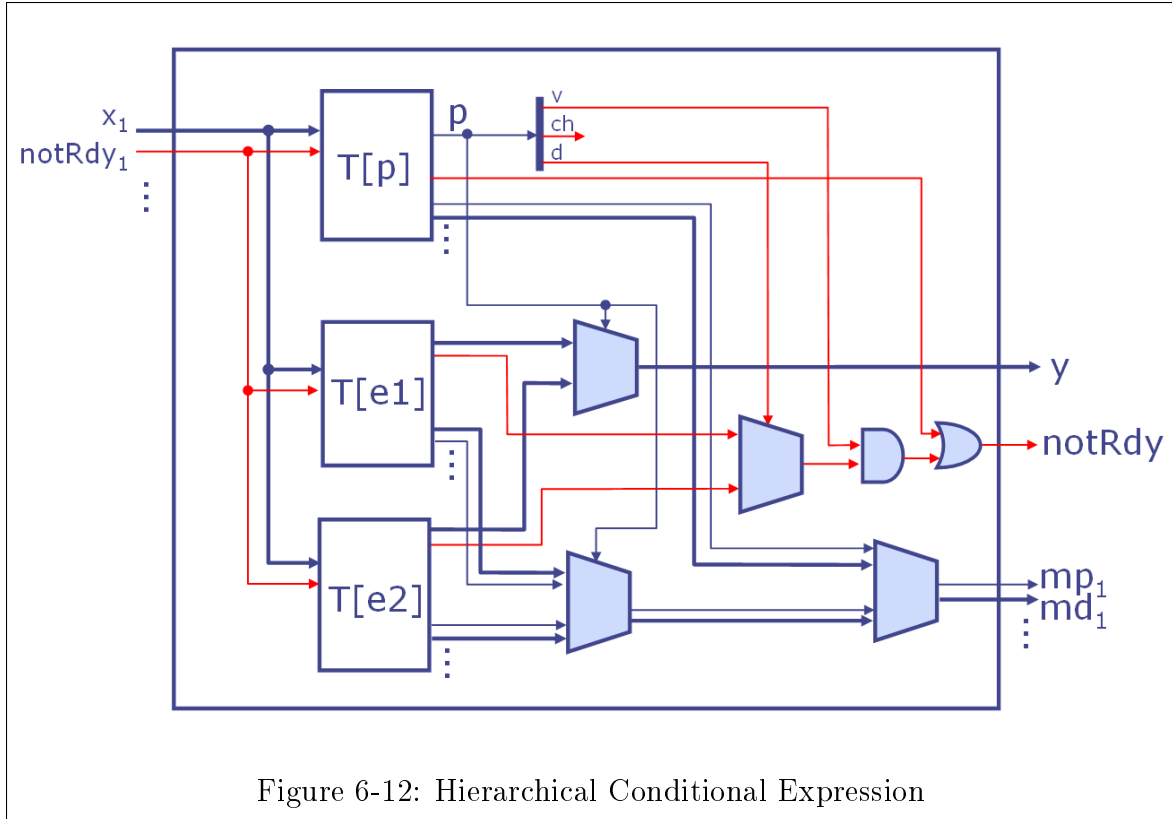 x1
notRdy1
T[p]
p
v
ch
d
T[e1]
T[e2]
y
notRdy
mp1
md1
Figure 6-12: Hierarchical Conditional Expression